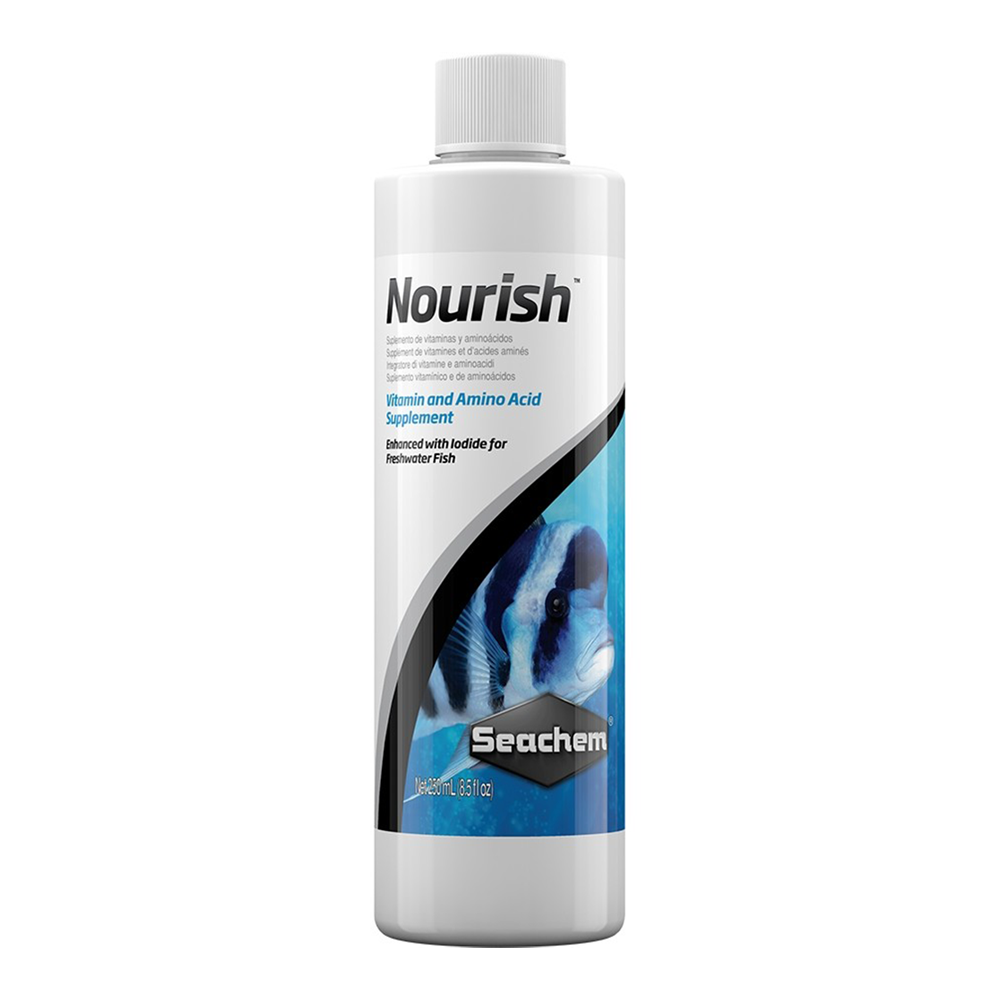 Nourish™
Suplemento de vitaminas y aminoácidos
Supplément de vitamines et d'acides aminés
Integratore di vitamine e aminoacidi
Suplemento vitamínico e de aminoácidos
Vitamin and Amino Acid
Supplement
Enhanced with Iodide for
Freshwater Fish
Seachem®
Net 250 mL (8.5 fl oz)